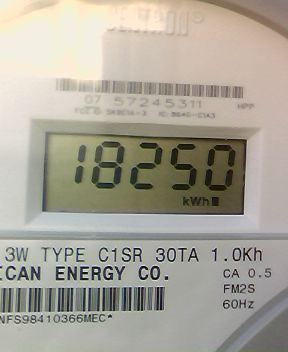 07 57245311 HPP
18250
kWh
3W TYPE C1SR 30TA 1.0Kh
ICAN ENERGY CO. CA 0.5
FM2S
NFS98410366MEC* 60Hz